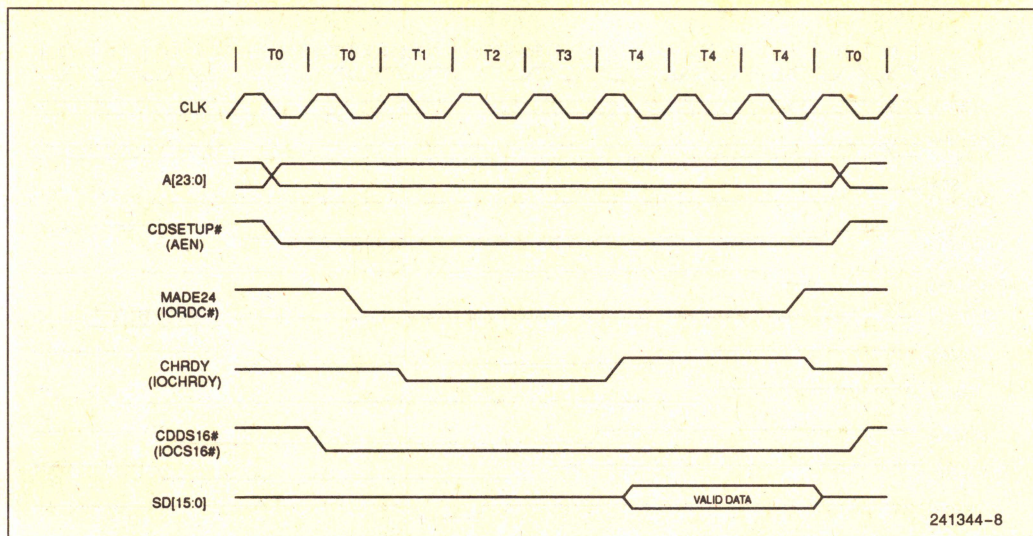 T0 T0 T1 T2 T3 T4 T4 T4 T0
CLK
A[23:0]
CDSETUP#
(AEN)
MADE24
(IORDC#)
CHRDY
(IOCHRDY)
CDDS16#
(IOCS16#)
SD[15:0]
VALID DATA
241344-8